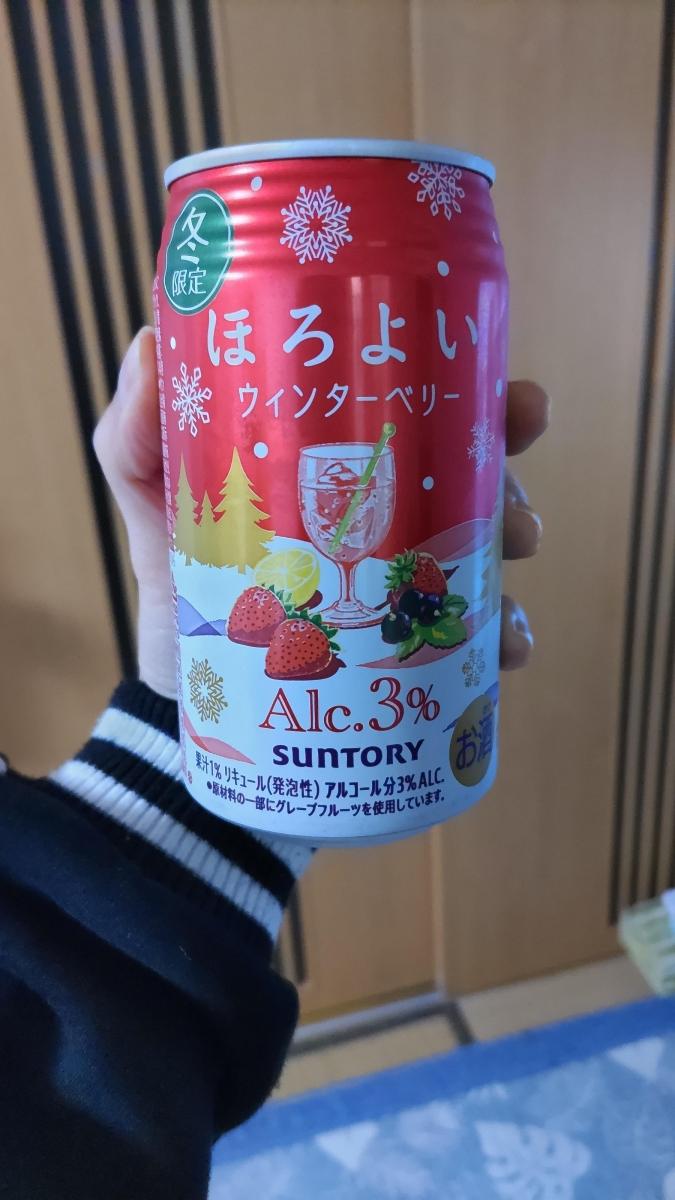 冬
限定
ほろよい
ウィンターベリー
Alc.3%
SUNTORY
お酒
果汁1% リキュール(発泡性) アルコール分3%ALC.
●原材料の一部にグレープフルーツを使用しています。